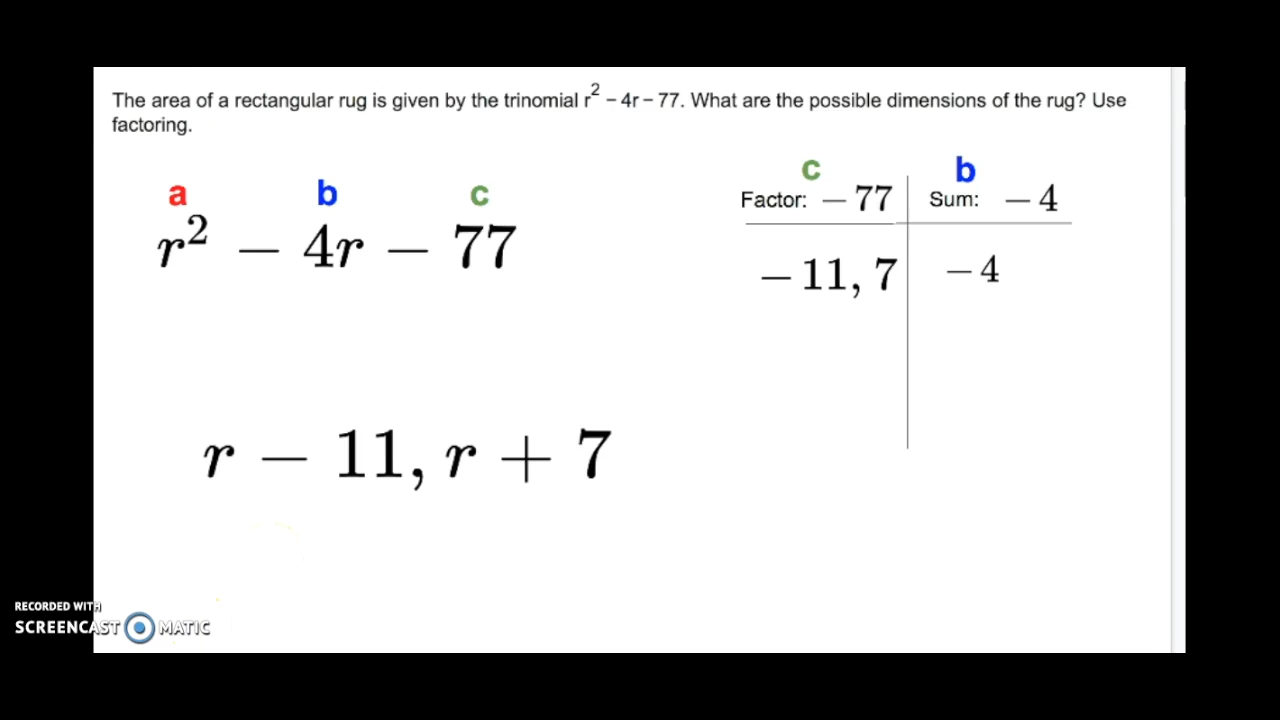 The area of a rectangular rug is given by the trinomial r² − 4r − 77. What are the possible dimensions of the rug? Use
factoring.
a b c
r² − 4r − 77
c b
Factor: − 77 Sum: − 4
− 11, 7 − 4
r − 11, r + 7
RECORDED WITH
SCREENCAST MATIC